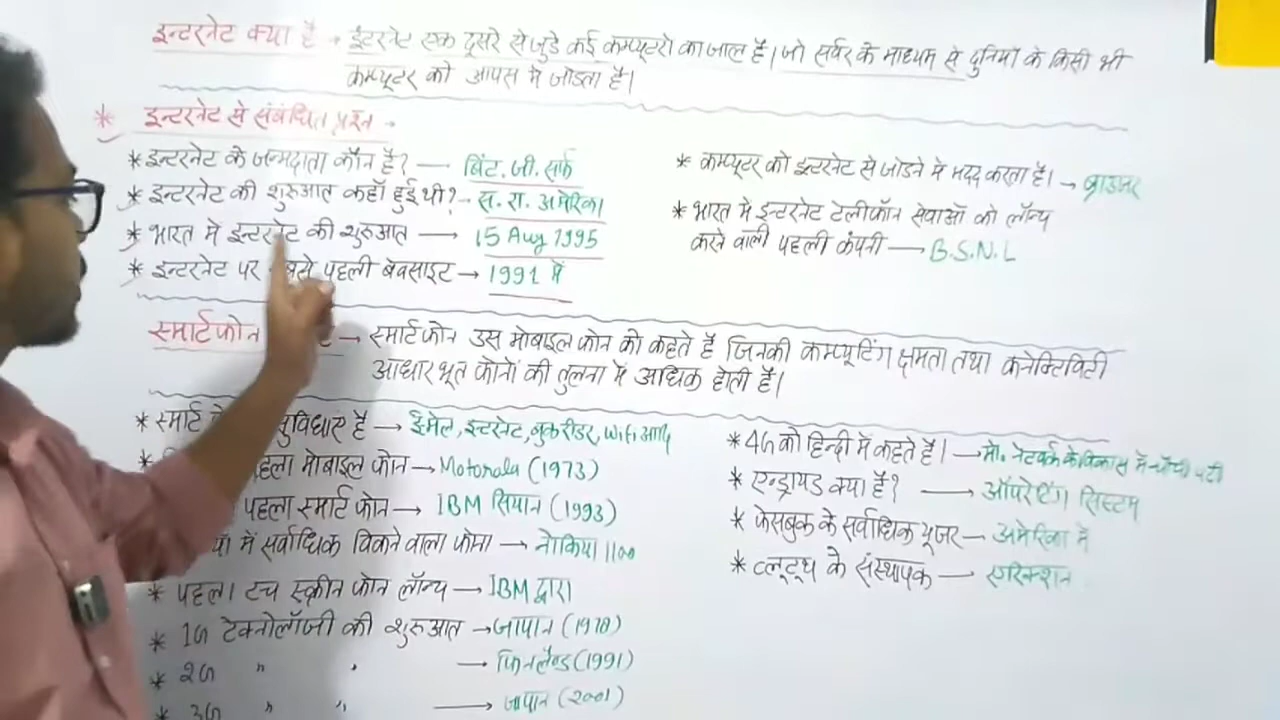 इन्टरनेट क्या है → इंटरनेट एक दूसरे से जुडे कई कम्प्यूटरो का जाल है। जो सर्वर के माध्यम से दुनियाँ के किसी भी
कम्प्यूटर को आपस में जोडता है।
* इन्टरनेट से संबंधित प्रश्न -
* इन्टरनेट के जन्मदाता कौन है? — विंट. जी. सर्फ
* इन्टरनेट की शुरुआत कहाँ हुई थी? - स. रा. अमेरिका
* भारत में इन्टरनेट की शुरुआत — 15 Aug 1995
* इन्टरनेट पर सबसे पहली बेवसाइट → 1991 में
* कम्प्यूटर को इन्टरनेट से जोडने मे मदद करता है। → ब्राउजर
* भारत में इन्टरनेट टेलीफोन सेवाओं को लॉन्च
करने वाली पहली कंपनी — B.S.N.L
स्मार्टफोन है → स्मार्टफोन उस मोबाइल फोन को कहते हैं जिनकी कम्प्यूटिंग क्षमता तथा कनेक्टिविटी
आधारभूत फोनों की तुलना में अधिक होती हैं।
* स्मार्ट सुविधाएं है → ईमेल, इन्टरनेट, बुकरीडर, WiFi आदि
पहला मोबाइल फोन → Motorola (1973)
पहला स्मार्ट फोन → IBM सियान (1993)
में सर्वाधिक विकने वाला फोन → नोकिया 1100
* पहला टच स्क्रीन फोन लॉन्च → IBM द्वारा
* 1G टेक्नोलॉजी की शुरुआत → जापान (1978)
* 2G " , → फिनलैण्ड (1991)
* 3G " " → जापान (2001)
* 4G को हिन्दी में कहते है। → मो. नेटवर्क के विकास में चौथी पीढी
* एन्ड्रायड क्या है? → ऑपरेटिंग सिस्टम
* फेसबुक के सर्वाधिक यूजर — अमेरिका में
* ब्लूटूथ के संस्थापक — एरिक्शन